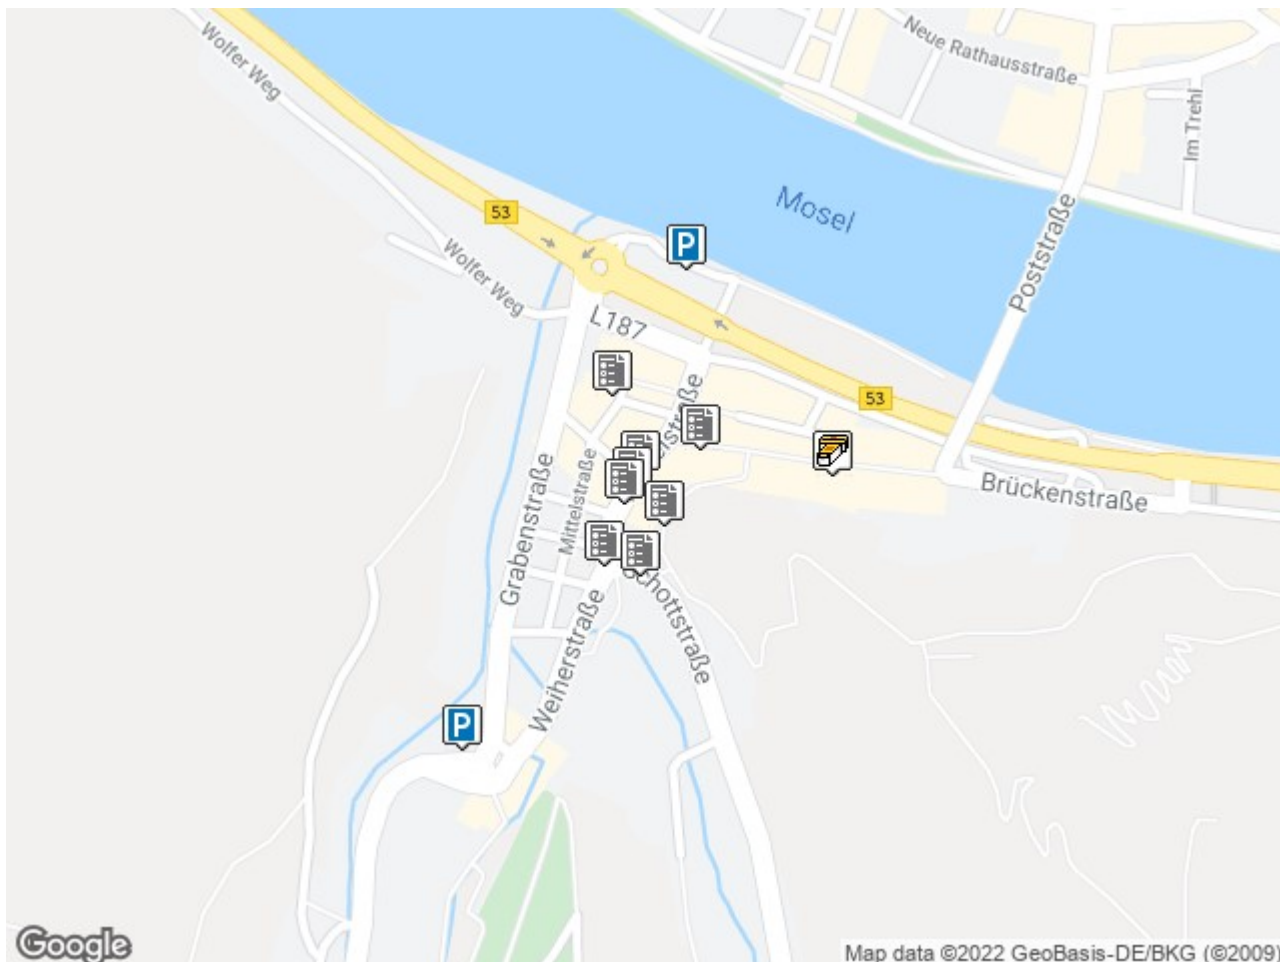 Wolfer Weg
Neue Rathausstraße
Im Trehl
Mosel
53
P
Poststraße
Wolfer Weg
L187
53
Brückenstraße
Grabenstraße
Mittelstraße
Schottstraße
Weiherstraße
P
Google
Map data ©2022 GeoBasis-DE/BKG (©2009)